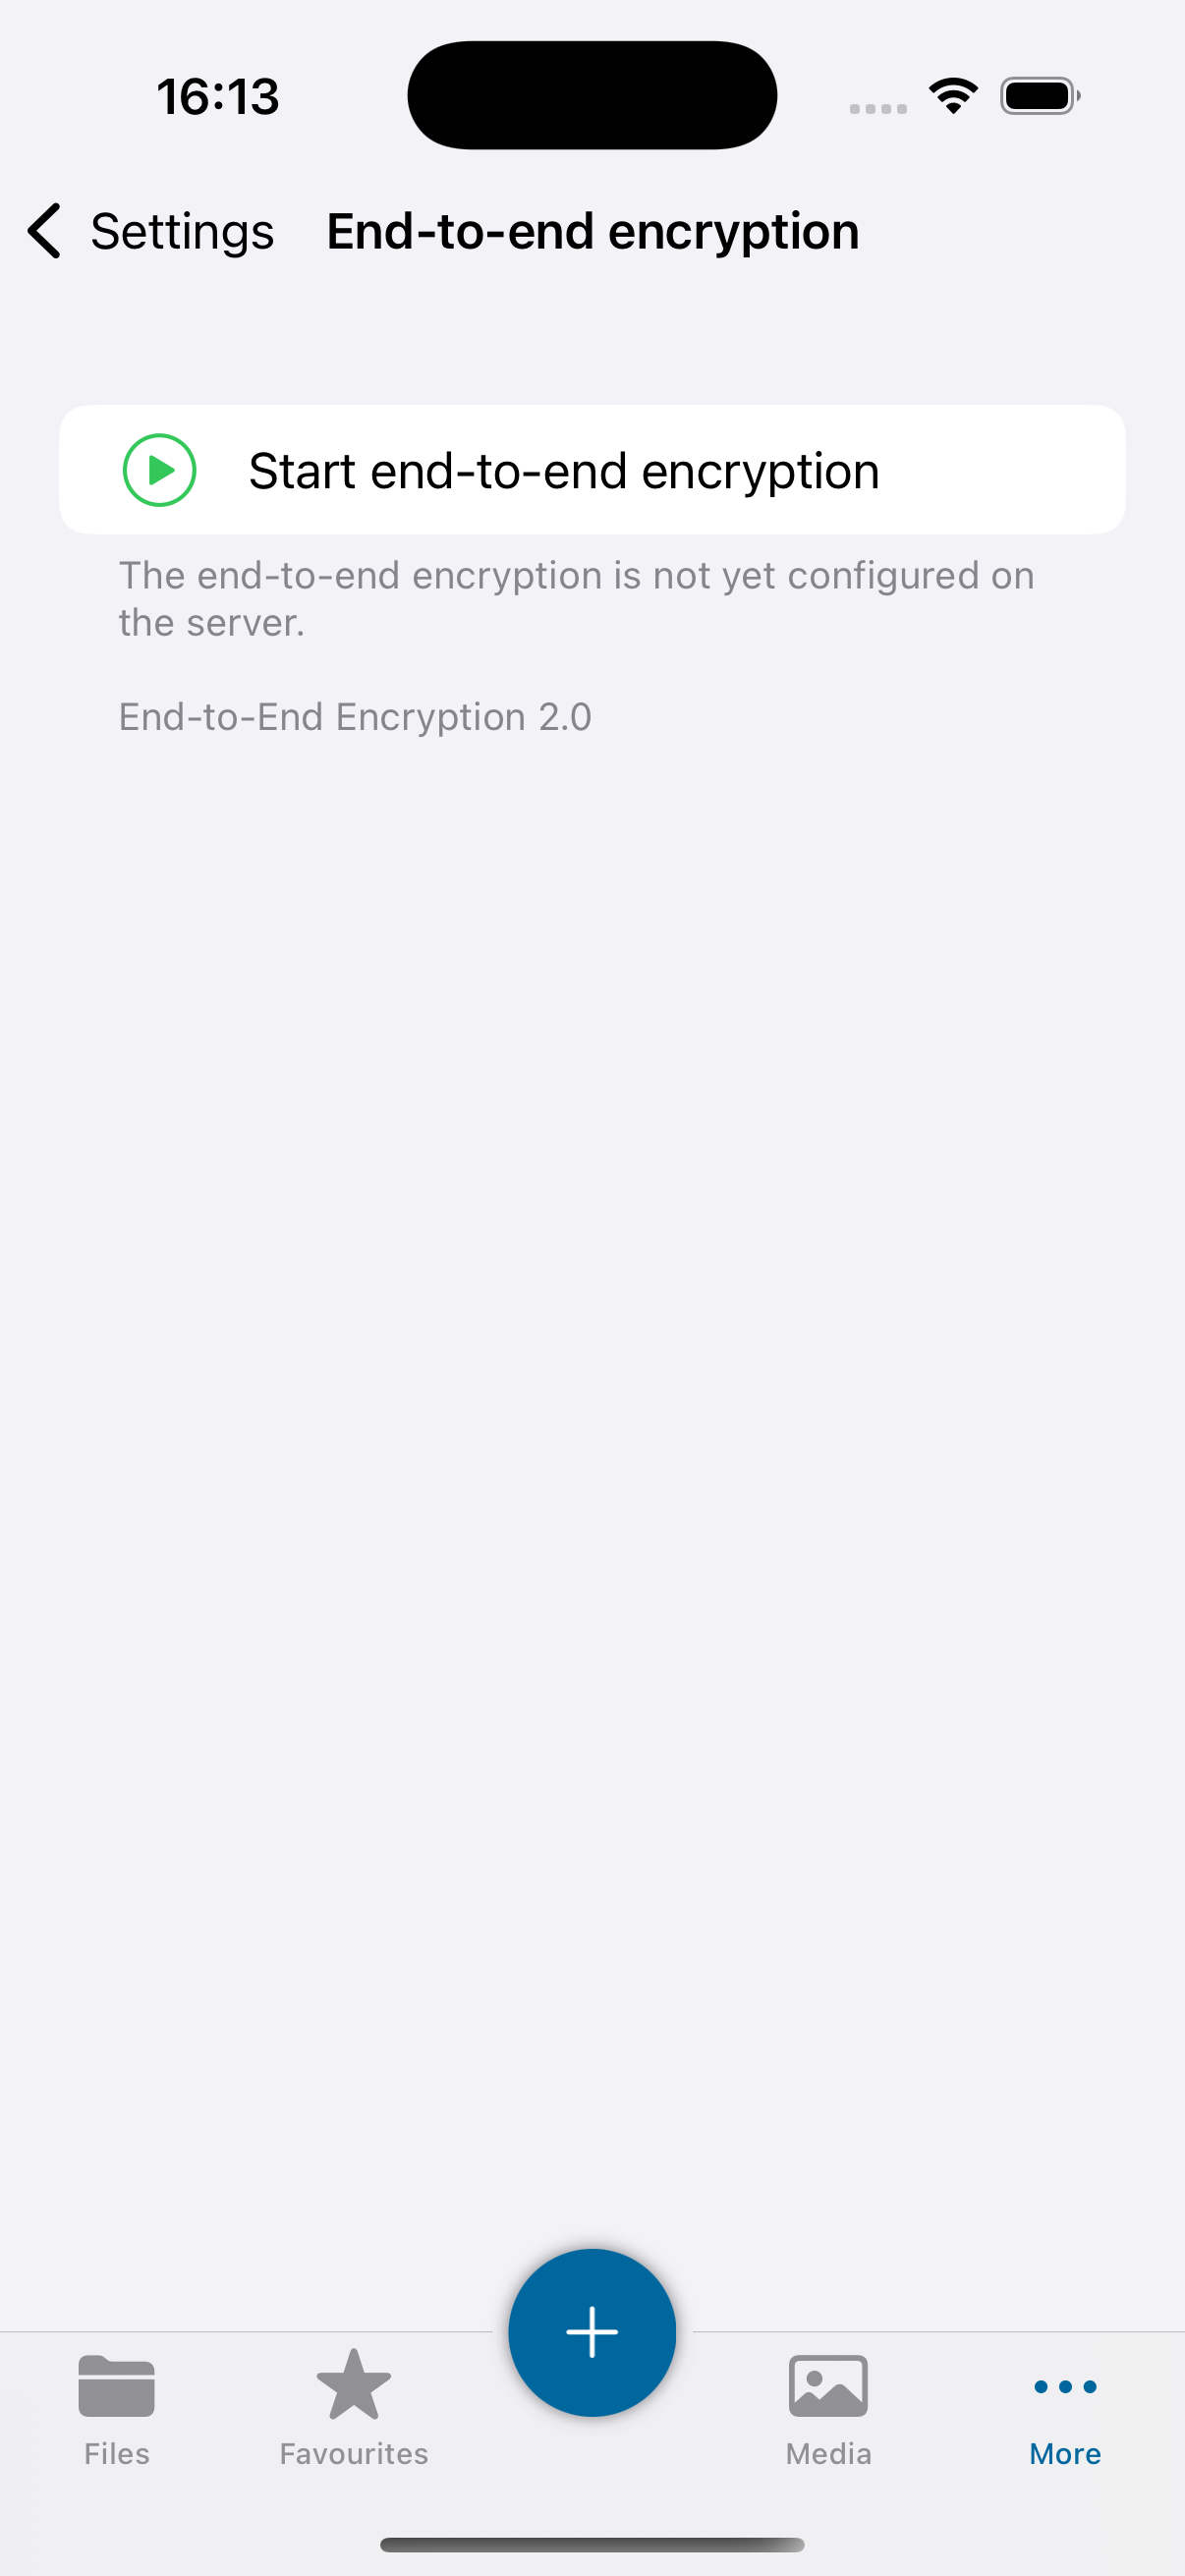 16:13
Settings
End-to-end encryption
Start end-to-end encryption
The end-to-end encryption is not yet configured on
the server.
End-to-End Encryption 2.0
Files
Favourites
Media
More